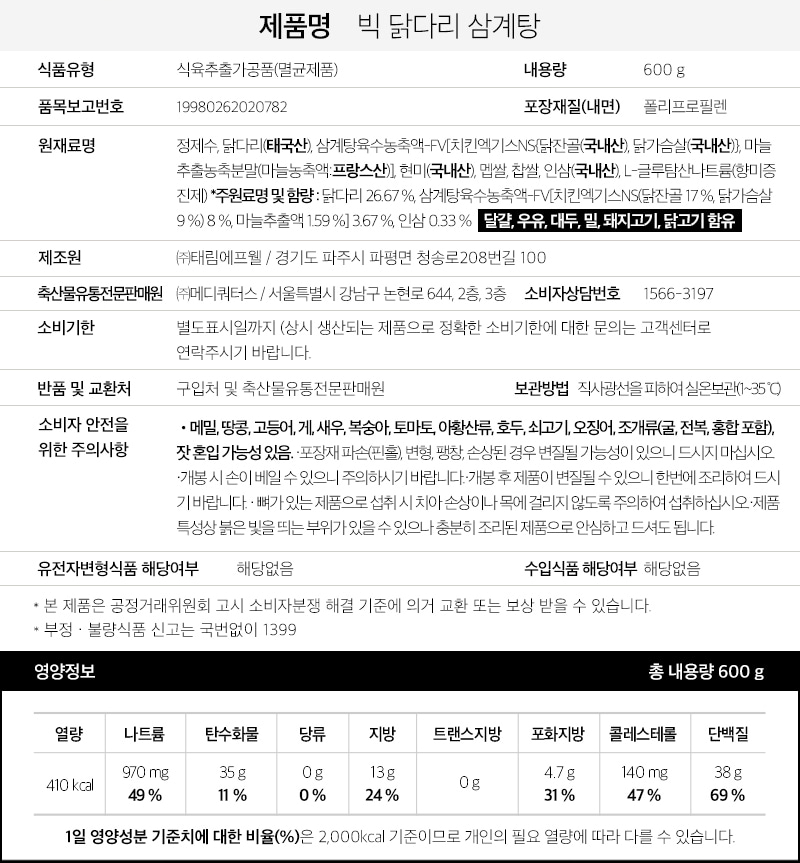 제품명 빅 닭다리 삼계탕
식품유형 식육추출가공품(멸균제품) 내용량 600 g
품목보고번호 19980262020782 포장재질(내면) 폴리프로필렌
원재료명 정제수, 닭다리(태국산), 삼계탕육수농축액-FV[치킨엑기스NS{닭잔골(국내산), 닭가슴살(국내산)}, 마늘
추출농축분말(마늘농축액:프랑스산)], 현미(국내산), 멥쌀, 찹쌀, 인삼(국내산), L-글루탐산나트륨(향미증
진제) *주원료명 및 함량 : 닭다리 26.67 %, 삼계탕육수농축액-FV[치킨엑기스NS(닭잔골 17 %, 닭가슴살
9 %) 8 %, 마늘추출액 1.59 %] 3.67 %, 인삼 0.33 % 달걀, 우유, 대두, 밀, 돼지고기, 닭고기 함유
제조원 ㈜태림에프웰 / 경기도 파주시 파평면 청송로208번길 100
축산물유통전문판매원 ㈜메디쿼터스 / 서울특별시 강남구 논현로 644, 2층, 3층 소비자상담번호 1566-3197
소비기한 별도표시일까지 (상시 생산되는 제품으로 정확한 소비기한에 대한 문의는 고객센터로
연락주시기 바랍니다.
반품 및 교환처 구입처 및 축산물유통전문판매원 보관방법 직사광선을 피하여 실온보관(1~35℃)
소비자 안전을 • 메밀, 땅콩, 고등어, 게, 새우, 복숭아, 토마토, 아황산류, 호두, 쇠고기, 오징어, 조개류(굴, 전복, 홍합 포함),
위한 주의사항 잣 혼입 가능성 있음. ·포장재 파손(핀홀), 변형, 팽창, 손상된 경우 변질될 가능성이 있으니 드시지 마십시오
·개봉 시 손이 베일 수 있으니 주의하시기 바랍니다.·개봉 후 제품이 변질될 수 있으니 한번에 조리하여 드시
기 바랍니다. · 뼈가 있는 제품으로 섭취 시 치아 손상이나 목에 걸리지 않도록 주의하여 섭취하십시오·제품
특성상 붉은 빛을 띄는 부위가 있을 수 있으나 충분히 조리된 제품으로 안심하고 드셔도 됩니다.
유전자변형식품 해당여부 해당없음 수입식품 해당여부 해당없음
* 본 제품은 공정거래위원회 고시 소비자분쟁 해결 기준에 의거 교환 또는 보상 받을 수 있습니다.
* 부정 · 불량식품 신고는 국번없이 1399
영양정보 총 내용량 600 g
열량 나트륨 탄수화물 당류 지방 트랜스지방 포화지방 콜레스테롤 단백질
410 kcal 970 mg 35 g 0 g 13 g 0 g 4.7 g 140 mg 38 g
49 % 11 % 0 % 24 % 31 % 47 % 69 %
1일 영양성분 기준치에 대한 비율(%)은 2,000kcal 기준이므로 개인의 필요 열량에 따라 다를 수 있습니다.